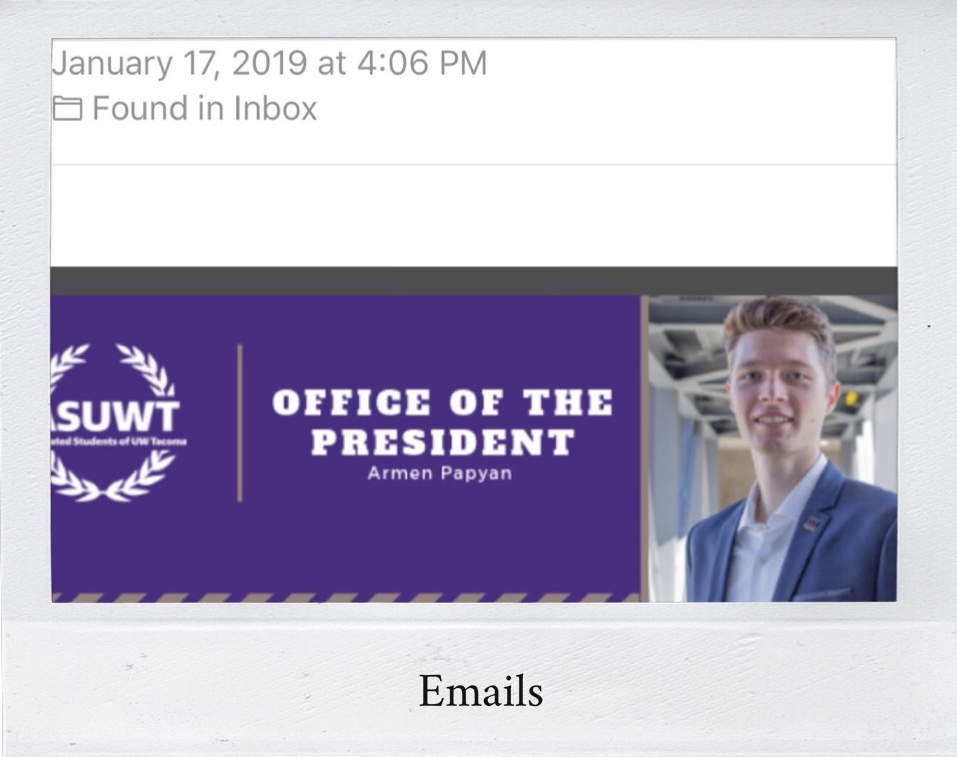 January 17, 2019 at 4:06 PM
Found in Inbox
ASUWT
ated Students of UW Tacoma
OFFICE OF THE
PRESIDENT
Armen Papyan
Emails